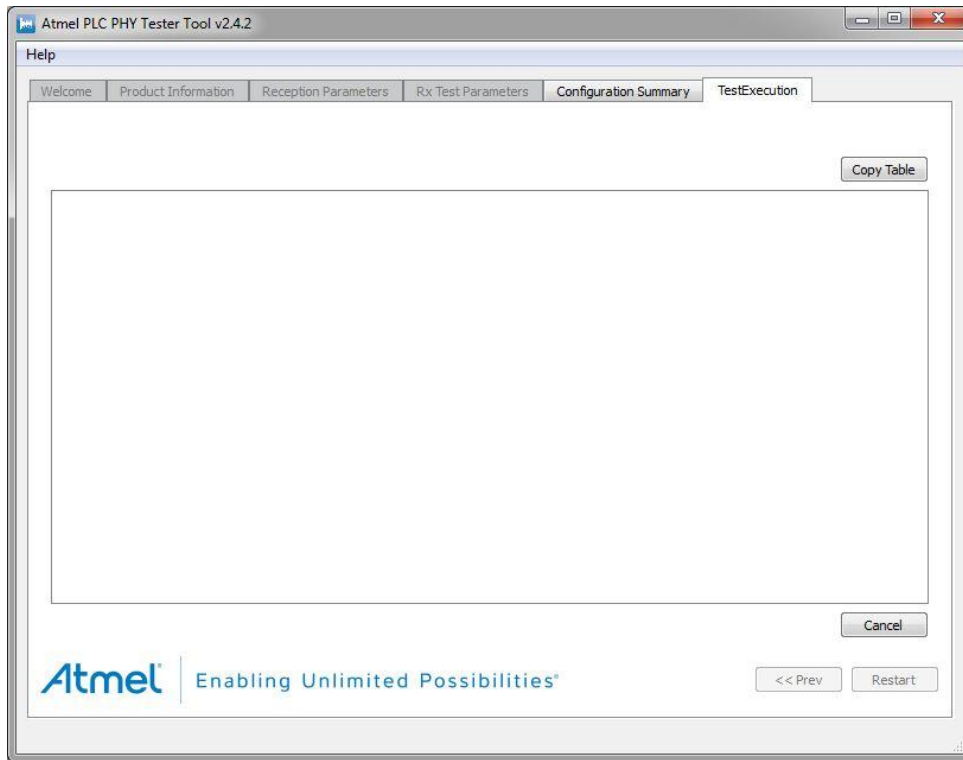 Atmel PLC PHY Tester Tool v2.4.2
Help
Welcome Product Information Reception Parameters Rx Test Parameters Configuration Summary TestExecution
Copy Table
Cancel
Atmel® Enabling Unlimited Possibilities® << Prev Restart